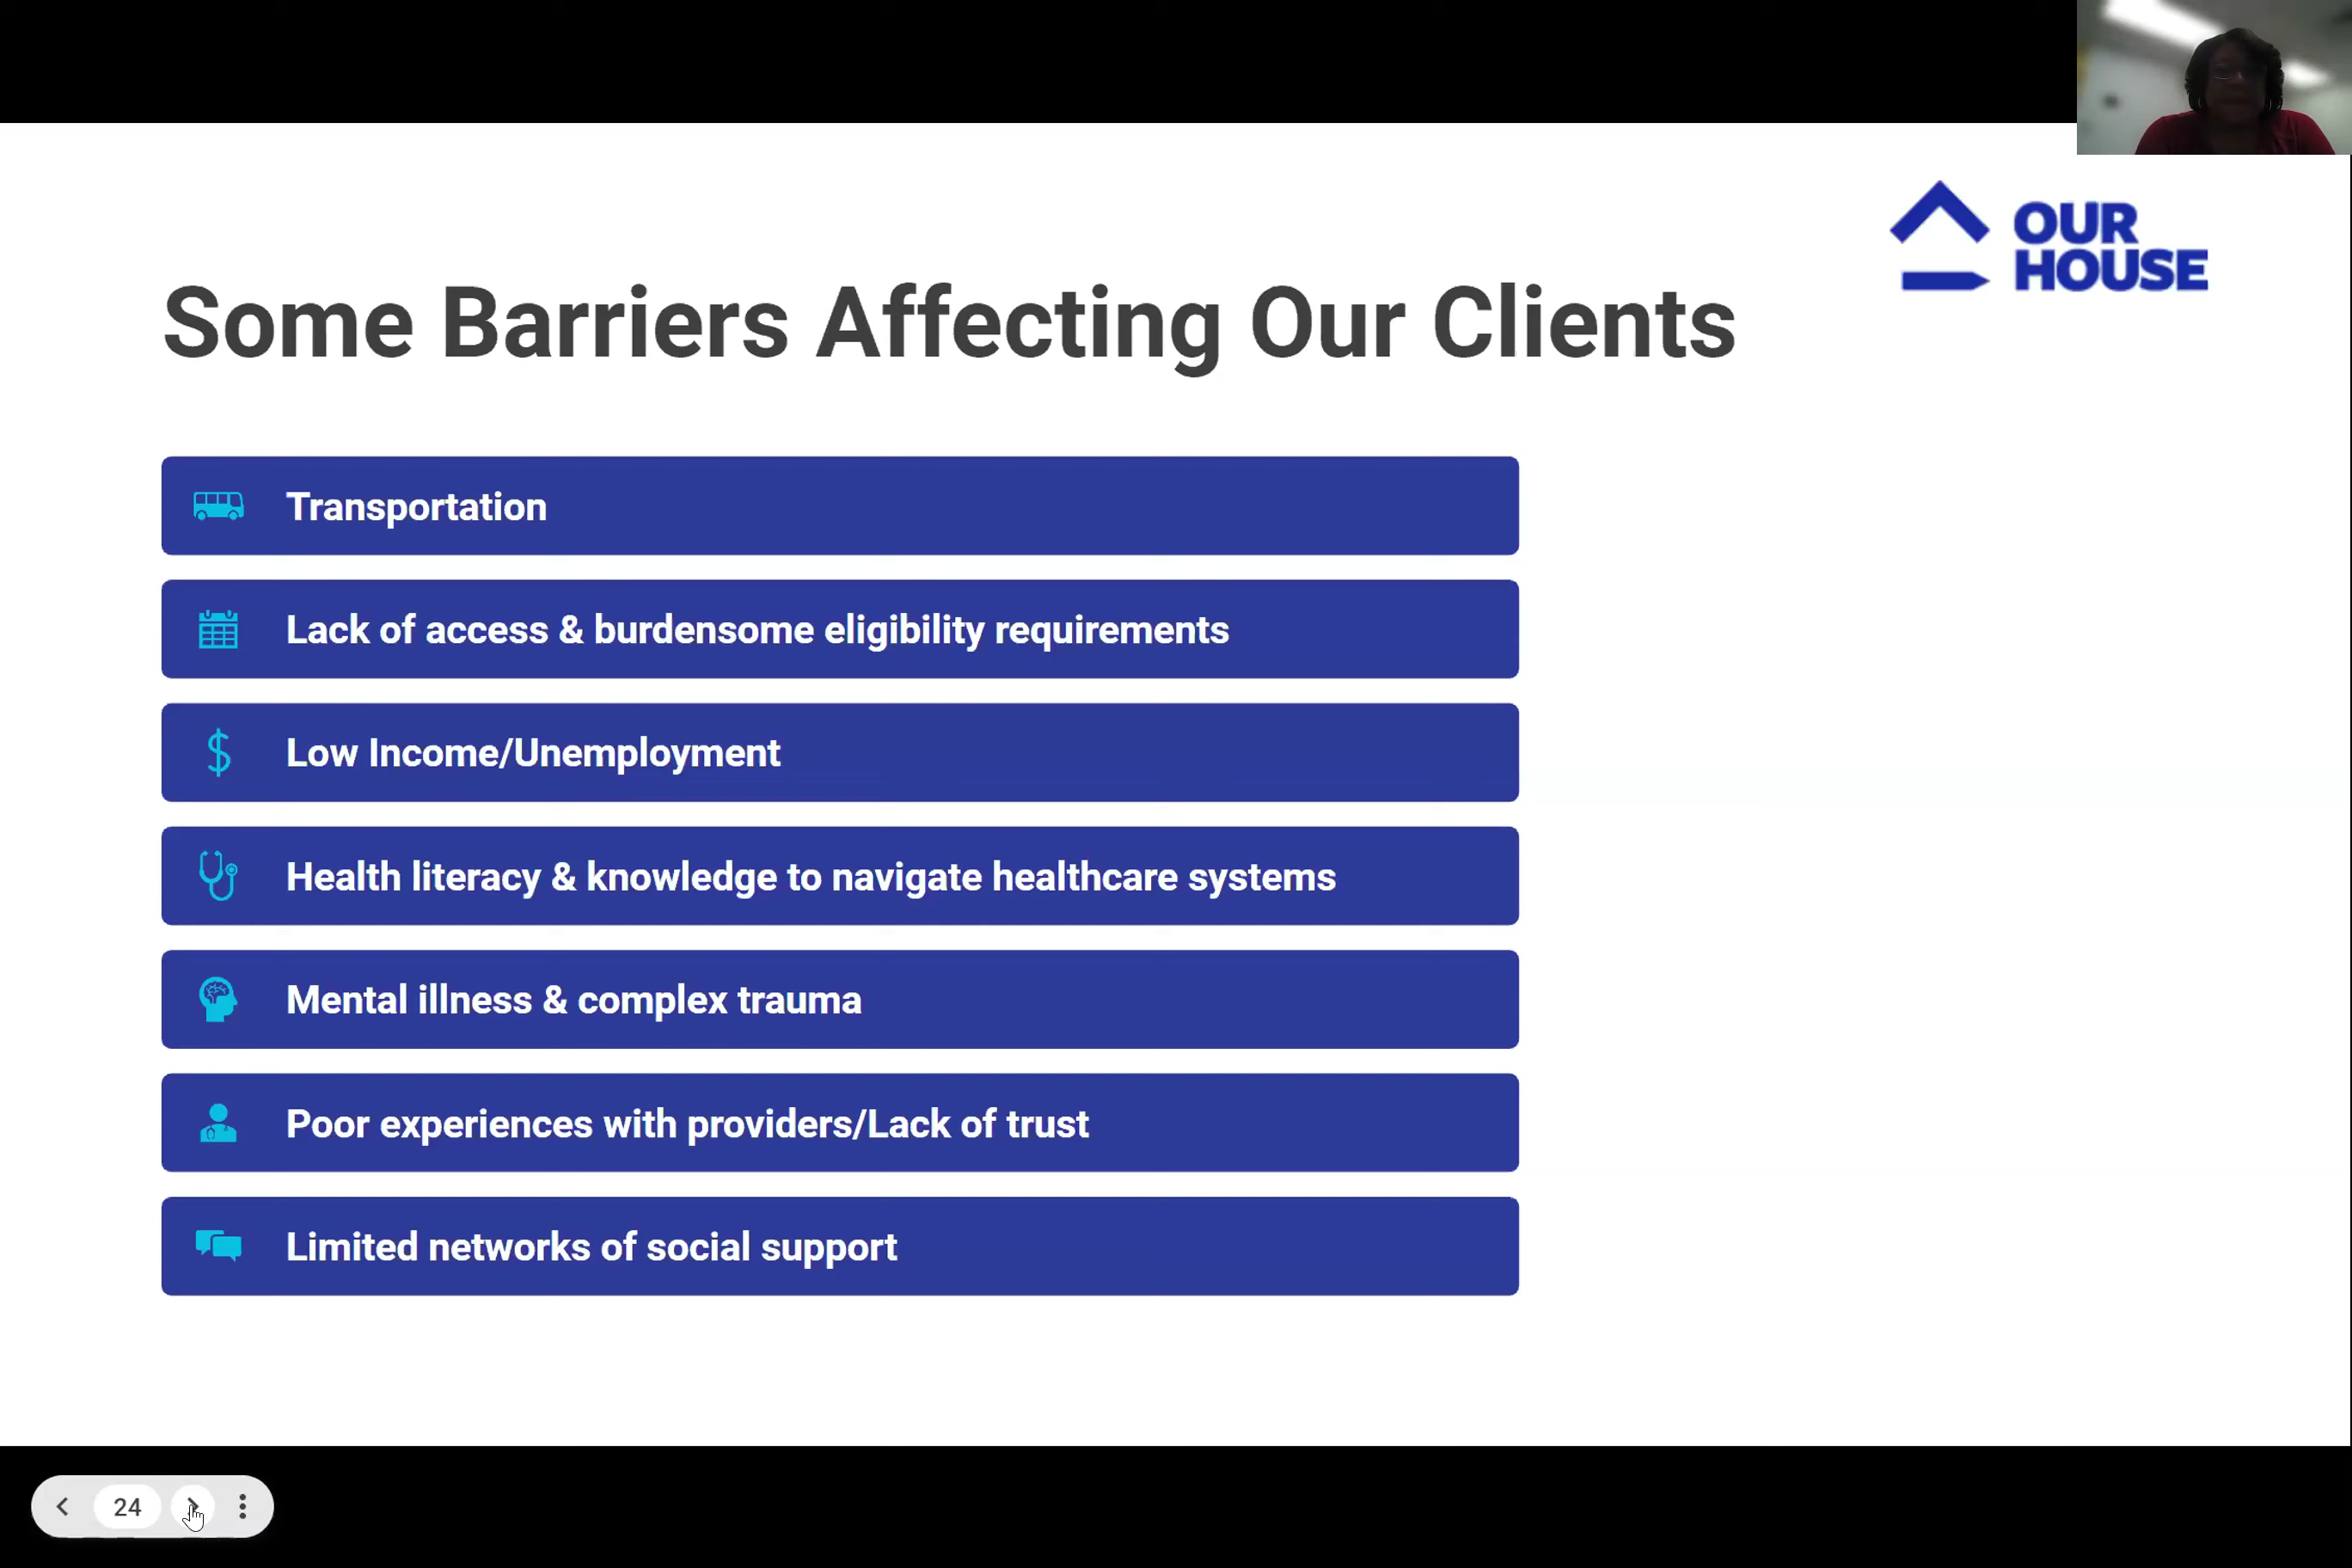 OUR
HOUSE
Some Barriers Affecting Our Clients
Transportation
Lack of access & burdensome eligibility requirements
$
Low Income/Unemployment
Health literacy & knowledge to navigate healthcare systems
Mental illness & complex trauma
Poor experiences with providers/Lack of trust
Limited networks of social support
24